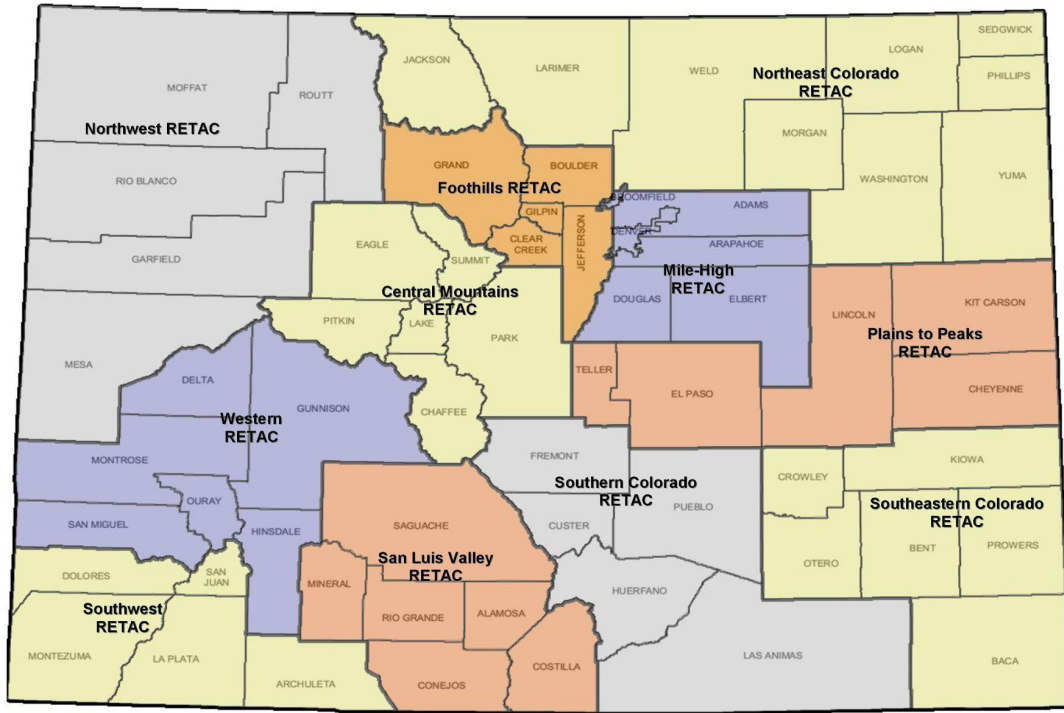 SEDGWICK
LOGAN
JACKSON
LARIMER
WELD
Northeast Colorado
RETAC
PHILLIPS
MOFFAT
ROUTT
Northwest RETAC
MORGAN
GRAND
BOULDER
WASHINGTON
YUMA
RIO BLANCO
Foothills RETAC
BROOMFIELD
ADAMS
GILPIN
DENVER
CLEAR
CREEK
JEFFERSON
ARAPAHOE
EAGLE
SUMMIT
GARFIELD
Mile-High
RETAC
Central Mountains
RETAC
DOUGLAS
ELBERT
KIT CARSON
LINCOLN
PITKIN
LAKE
PARK
Plains to Peaks
RETAC
MESA
TELLER
DELTA
GUNNISON
CHAFFEE
EL PASO
CHEYENNE
Western
RETAC
MONTROSE
FREMONT
KIOWA
CROWLEY
Southern Colorado
RETAC
PUEBLO
Southeastern Colorado
RETAC
OURAY
SAN MIGUEL
HINSDALE
SAGUACHE
CUSTER
BENT
PROWERS
San Luis Valley
RETAC
OTERO
DOLORES
SAN
JUAN
MINERAL
HUERFANO
Southwest
RETAC
RIO GRANDE
ALAMOSA
MONTEZUMA
LA PLATA
COSTILLA
LAS ANIMAS
BACA
ARCHULETA
CONEJOS